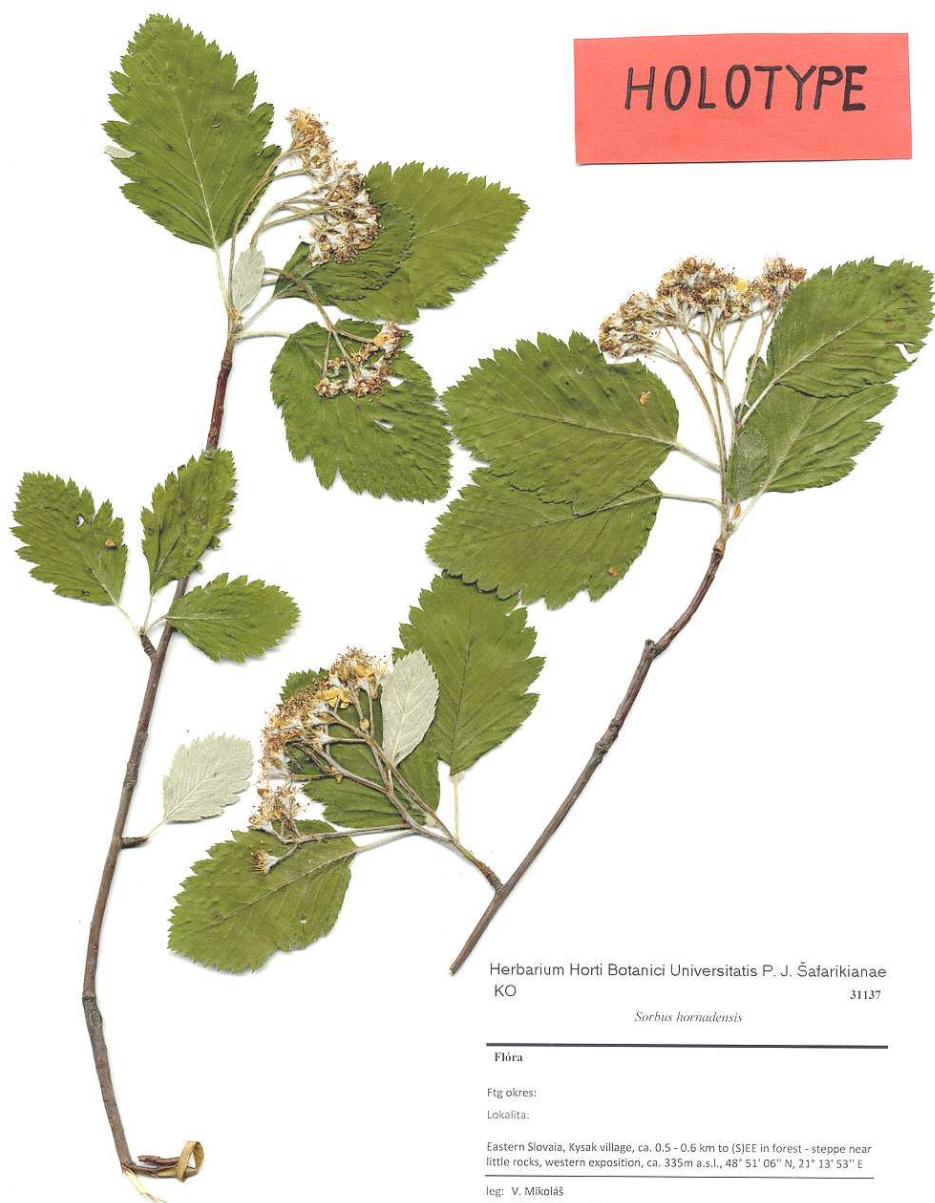 HOLOTYPE
Herbarium Horti Botanici Universitatis P. J. Šafarikianae
KO 31137
Sorbus hornadensis
Flóra
Ftg okres:
Lokalita:
Eastern Slovaia, Kysak village, ca. 0.5 - 0.6 km to (S)EE in forest - steppe near
little rocks, western exposition, ca. 335m a.s.l., 48° 51' 06'' N, 21° 13' 53'' E
leg: V. Mikoláš